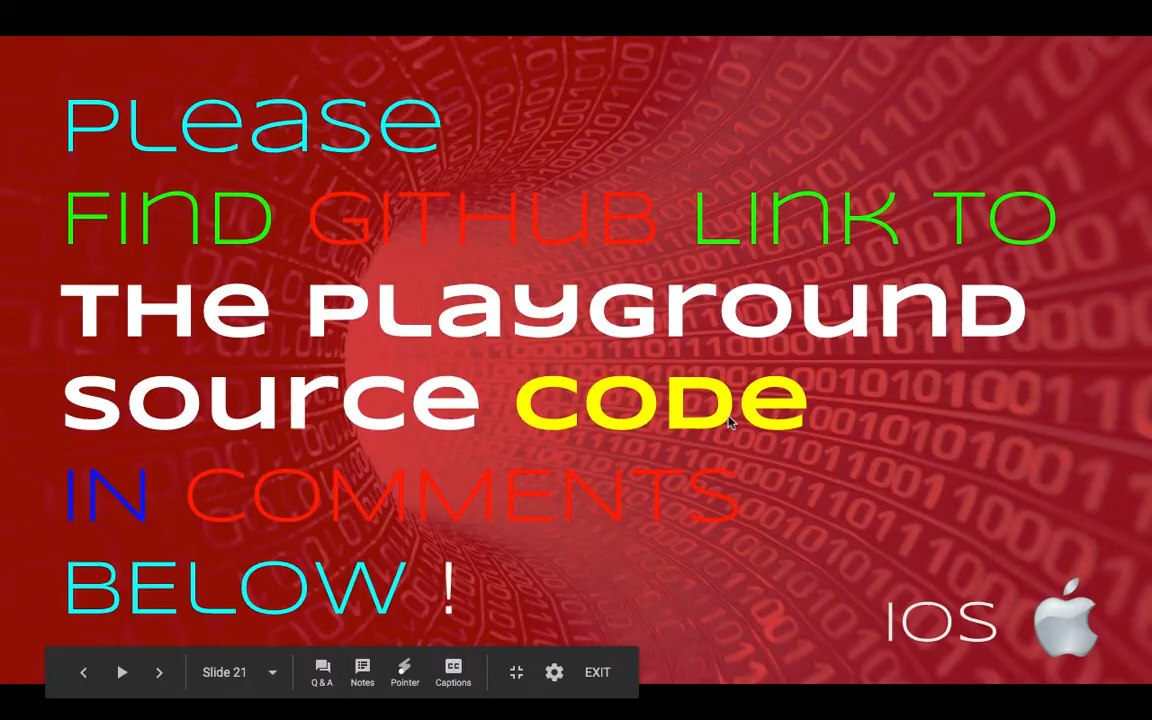 Please
FIND GITHUB LINK TO
THE PLAYGROUND
SOURCE CODE
IN COMMENTS
BELOW !
IOS
Slide 21
Q & A
Notes
Pointer
Captions
EXIT